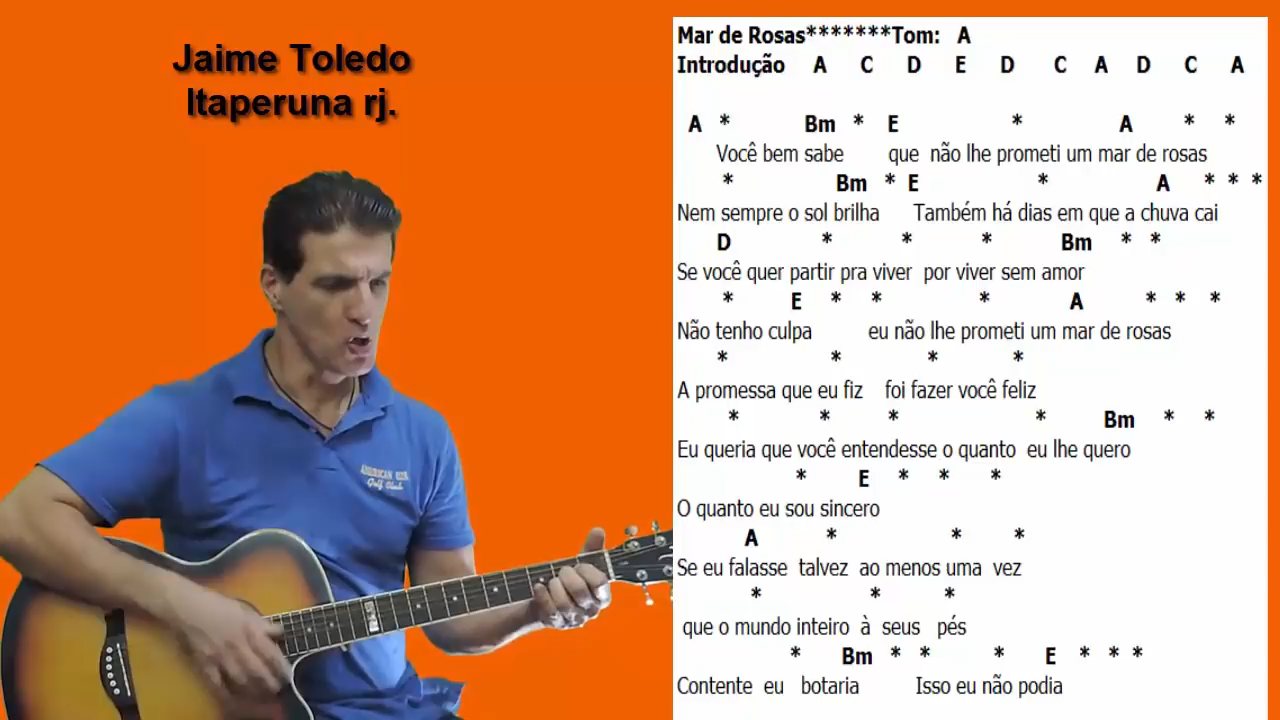 Jaime Toledo
Itaperuna rj.
Mar de Rosas*******Tom: A
Introdução A C D E D C A D C A
A * Bm * E * A * *
Você bem sabe que não lhe prometi um mar de rosas
* Bm * E * A * * *
Nem sempre o sol brilha Também há dias em que a chuva cai
D * * * Bm * *
Se você quer partir pra viver por viver sem amor
* E * * * A * * *
Não tenho culpa eu não lhe prometi um mar de rosas
* * * *
A promessa que eu fiz foi fazer você feliz
* * * * Bm * *
Eu queria que você entendesse o quanto eu lhe quero
* E * * *
O quanto eu sou sincero
A * * *
Se eu falasse talvez ao menos uma vez
* * *
que o mundo inteiro à seus pés
* Bm * * * E * * *
Contente eu botaria Isso eu não podia
Golf Club